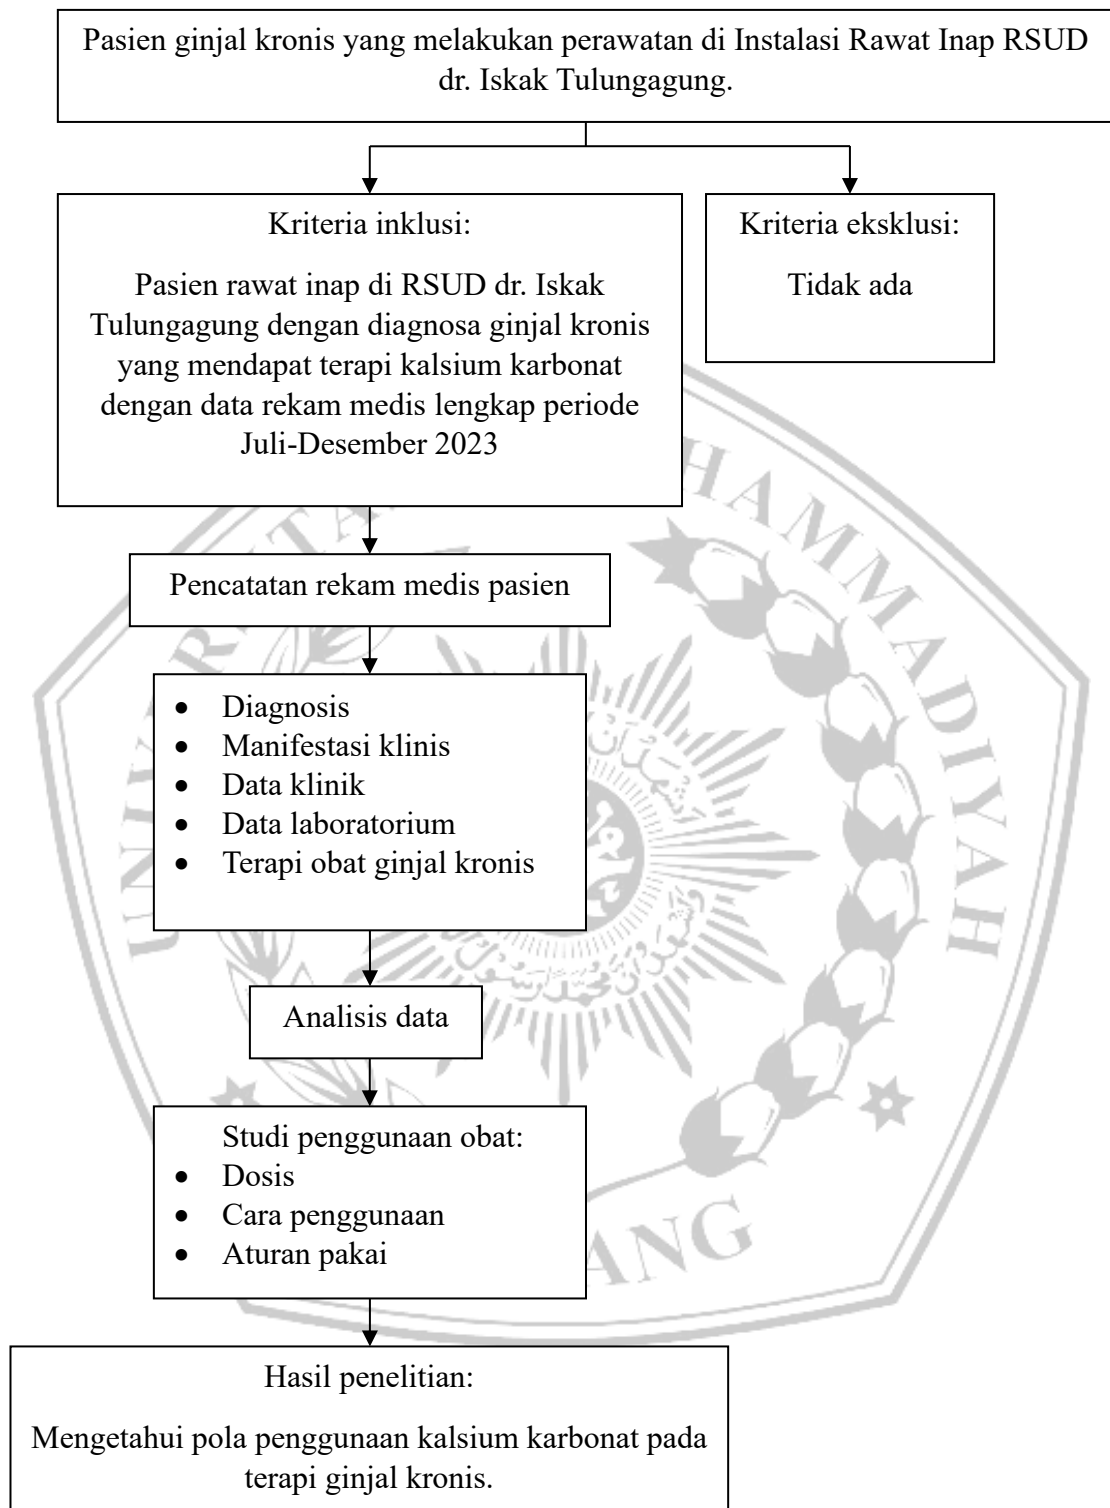 Pasien ginjal kronis yang melakukan perawatan di Instalasi Rawat Inap RSUD
dr. Iskak Tulungagung.
Kriteria inklusi:
Pasien rawat inap di RSUD dr. Iskak
Tulungagung dengan diagnosa ginjal kronis
yang mendapat terapi kalsium karbonat
dengan data rekam medis lengkap periode
Juli-Desember 2023
Kriteria eksklusi:
Tidak ada
Pencatatan rekam medis pasien
• Diagnosis
• Manifestasi klinis
• Data klinik
• Data laboratorium
• Terapi obat ginjal kronis
Analisis data
Studi penggunaan obat:
• Dosis
• Cara penggunaan
• Aturan pakai
Hasil penelitian:
Mengetahui pola penggunaan kalsium karbonat pada
terapi ginjal kronis.